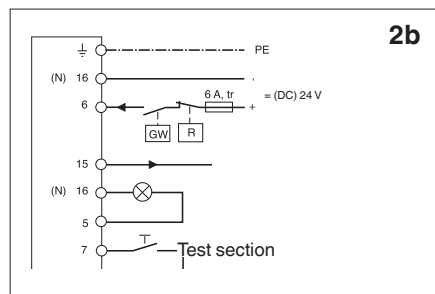 2b
PE
(N) 16
6 A, tr
= (DC) 24 V
6
+
GW
R
15
(N) 16
5
7
Test section